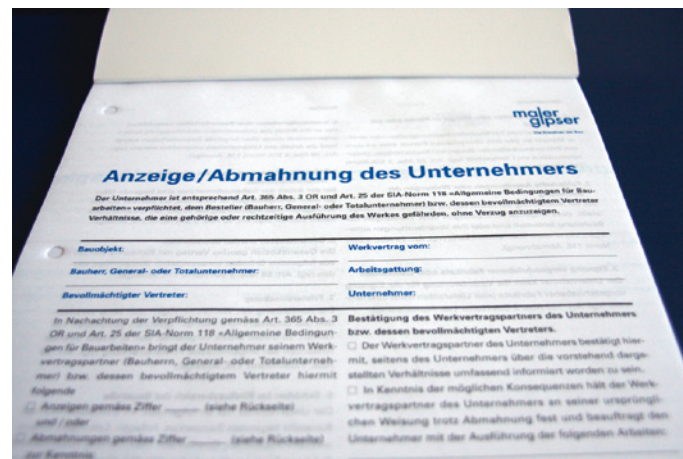 maler
gipser
Die Kreativen am Bau.
Anzeige/Abmahnung des Unternehmers
Der Unternehmer ist entsprechend Art. 365 Abs. 3 OR und Art. 25 der SIA-Norm 118 «Allgemeine Bedingungen für Bau-
arbeiten» verpflichtet, dem Besteller (Bauherr, General- oder Totalunternehmer) bzw. dessen bevollmächtigten Vertreter
Verhältnisse, die eine gehörige oder rechtzeitige Ausführung des Werkes gefährden, ohne Verzug anzuzeigen.
Bauobjekt:
Werkvertrag vom:
Bauherr, General- oder Totalunternehmer:
Arbeitsgattung:
Bevollmächtigter Vertreter:
Unternehmer:
In Nachachtung der Verpflichtung gemäss Art. 365 Abs. 3
OR und Art. 25 der SIA-Norm 118 «Allgemeine Bedingun-
gen für Bauarbeiten» bringt der Unternehmer seinem Werk-
vertragspartner (Bauherrn, General- oder Totalunterneh-
mer) bzw. dessen bevollmächtigtem Vertreter hiermit
folgende
☐ Anzeigen gemäss Ziffer ______ (siehe Rückseite)
und / oder
☐ Abmahnungen gemäss Ziffer ______ (siehe Rückseite)
zur Kenntnis:
Bestätigung des Werkvertragspartners des Unternehmers
bzw. dessen bevollmächtigten Vertreters.
☐ Der Werkvertragspartner des Unternehmers bestätigt hier-
mit, seitens des Unternehmers über die vorstehend darge-
stellten Verhältnisse umfassend informiert worden zu sein.
☐ In Kenntnis der möglichen Konsequenzen hält der Werk-
vertragspartner des Unternehmers an seiner ursprüngli-
chen Weisung trotz Abmahnung fest und beauftragt den
Unternehmer mit der Ausführung der folgenden Arbeiten: